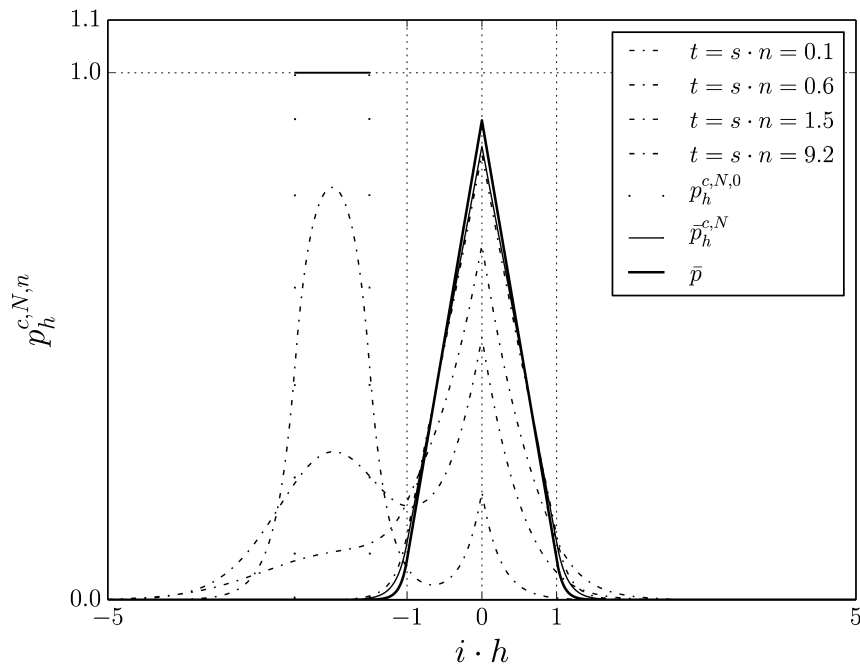 1.1
1.0
0.0
p_h^{c,N,n}
−5
−1
0
1
5
i · h
t = s · n = 0.1
t = s · n = 0.6
t = s · n = 1.5
t = s · n = 9.2
p_h^{c,N,0}
p̄_h^{c,N}
p̄